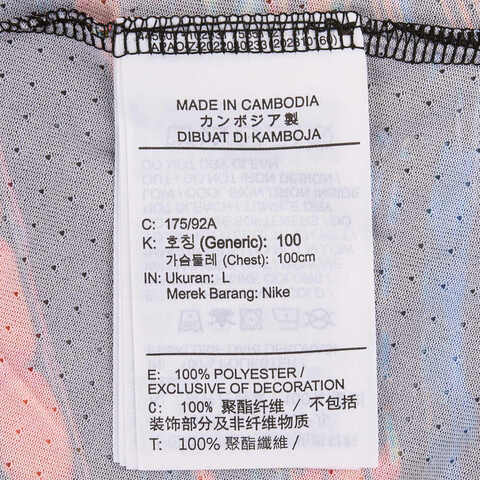 MADE IN CAMBODIA
カンボジア製
DIBUAT DI KAMBOJA
C: 175/92A
K: 호칭 (Generic): 100
가슴둘레 (Chest): 100cm
IN: Ukuran: L
Merek Barang: Nike
E: 100% POLYESTER /
EXCLUSIVE OF DECORATION
C: 100% 聚酯纤维 / 不包括
装饰部分及非纤维物质
T: 100% 聚酯纖維 /